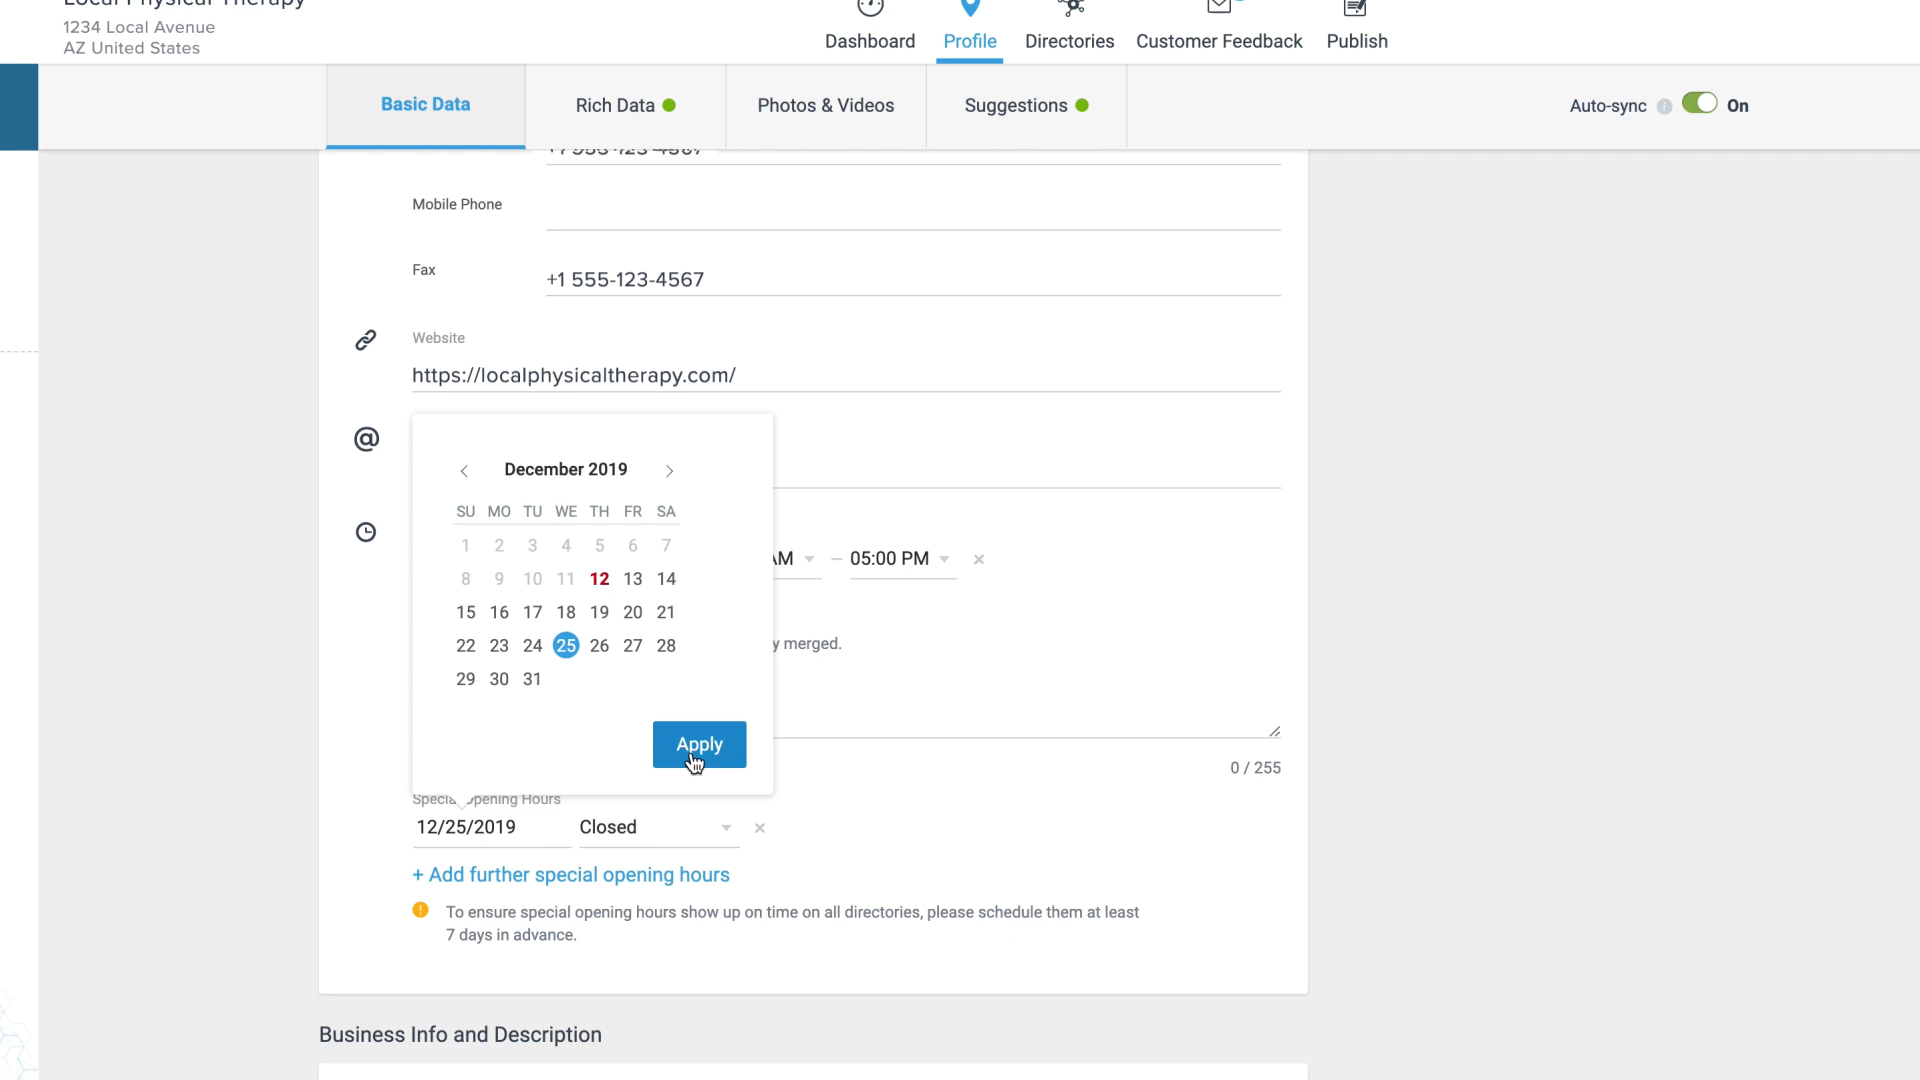 Local Physical Therapy
1234 Local Avenue
AZ United States
Dashboard Profile Directories Customer Feedback Publish
Basic Data Rich Data Photos & Videos Suggestions Auto-sync i On
Mobile Phone
Fax
+1 555-123-4567
Website
https://localphysicaltherapy.com/
@
December 2019
SU MO TU WE TH FR SA
1 2 3 4 5 6 7
8 9 10 11 12 13 14
15 16 17 18 19 20 21
22 23 24 25 26 27 28
29 30 31
Apply
AM – 05:00 PM ×
y merged.
0 / 255
Special Opening Hours
12/25/2019 Closed ×
+ Add further special opening hours
! To ensure special opening hours show up on time on all directories, please schedule them at least
7 days in advance.
Business Info and Description